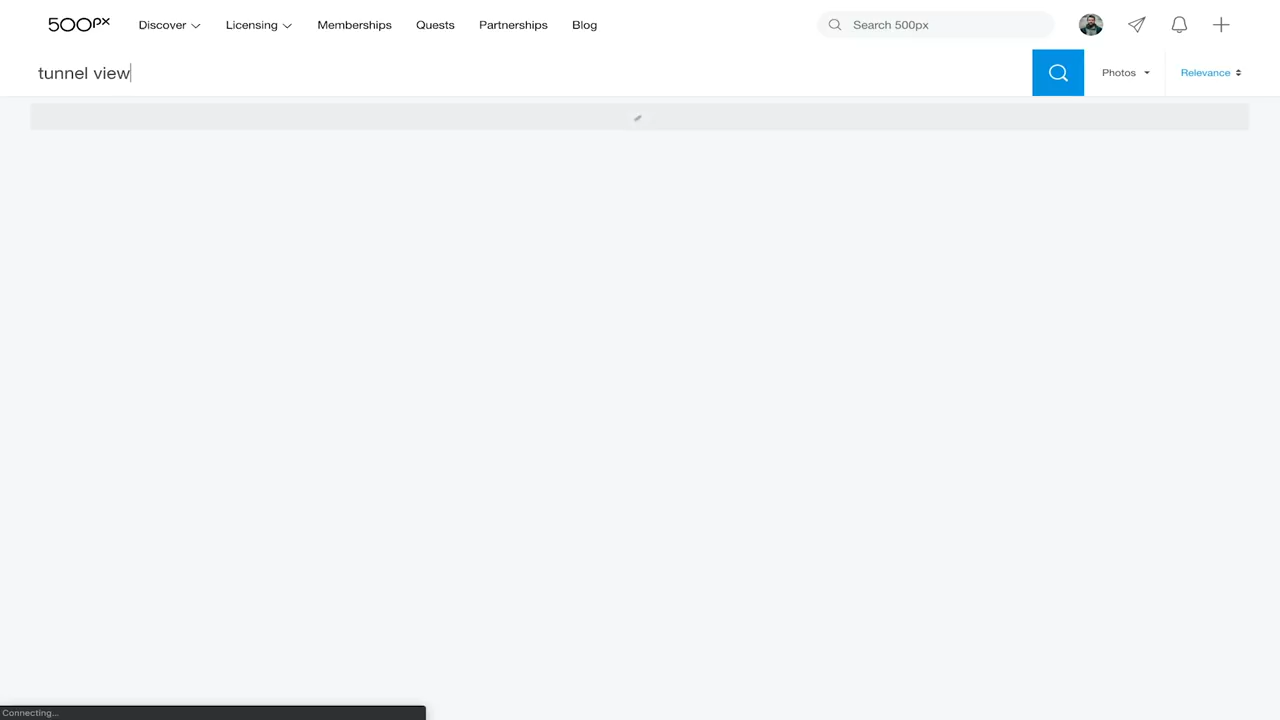 500px Discover Licensing Memberships Quests Partnerships Blog Search 500px
tunnel view Photos Relevance
Connecting...